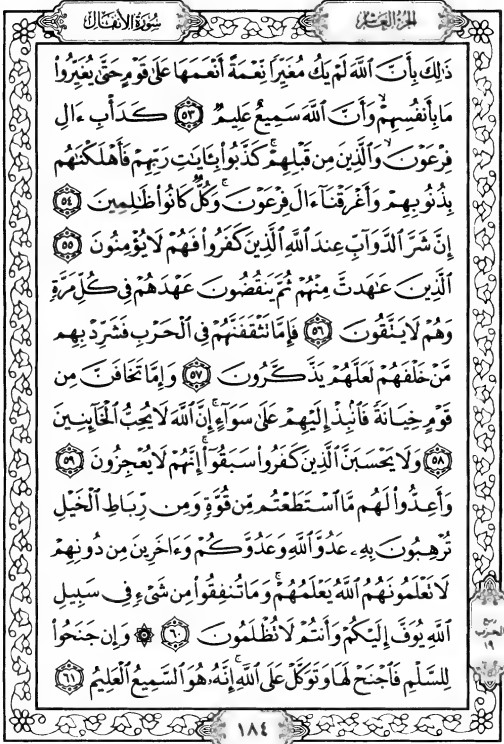 الجزء العاشر
سورة الأنفال
ذَٰلِكَ بِأَنَّ ٱللَّهَ لَمْ يَكُ مُغَيِّرًا نِّعْمَةً أَنْعَمَهَا عَلَىٰ قَوْمٍ حَتَّىٰ يُغَيِّرُوا۟
مَا بِأَنفُسِهِمْ ۙ وَأَنَّ ٱللَّهَ سَمِيعٌ عَلِيمٌ ٥٣ كَدَأْبِ ءَالِ
فِرْعَوْنَ ۙ وَٱلَّذِينَ مِن قَبْلِهِمْ ۚ كَذَّبُوا۟ بِـَٔايَـٰتِ رَبِّهِمْ فَأَهْلَكْنَـٰهُم
بِذُنُوبِهِمْ وَأَغْرَقْنَآ ءَالَ فِرْعَوْنَ ۚ وَكُلٌّ كَانُوا۟ ظَـٰلِمِينَ ٥٤
إِنَّ شَرَّ ٱلدَّوَآبِّ عِندَ ٱللَّهِ ٱلَّذِينَ كَفَرُوا۟ فَهُمْ لَا يُؤْمِنُونَ ٥٥
ٱلَّذِينَ عَـٰهَدتَّ مِنْهُمْ ثُمَّ يَنقُضُونَ عَهْدَهُمْ فِى كُلِّ مَرَّةٍ
وَهُمْ لَا يَتَّقُونَ ٥٦ فَإِمَّا تَثْقَفَنَّهُمْ فِى ٱلْحَرْبِ فَشَرِّدْ بِهِم
مَّنْ خَلْفَهُمْ لَعَلَّهُمْ يَذَّكَّرُونَ ٥٧ وَإِمَّا تَخَافَنَّ مِن
قَوْمٍ خِيَانَةً فَٱنۢبِذْ إِلَيْهِمْ عَلَىٰ سَوَآءٍ ۚ إِنَّ ٱللَّهَ لَا يُحِبُّ ٱلْخَآئِنِينَ
٥٨ وَلَا يَحْسَبَنَّ ٱلَّذِينَ كَفَرُوا۟ سَبَقُوٓا۟ ۚ إِنَّهُمْ لَا يُعْجِزُونَ ٥٩
وَأَعِدُّوا۟ لَهُم مَّا ٱسْتَطَعْتُم مِّن قُوَّةٍ وَمِن رِّبَاطِ ٱلْخَيْلِ
تُرْهِبُونَ بِهِۦ عَدُوَّ ٱللَّهِ وَعَدُوَّكُمْ وَءَاخَرِينَ مِن دُونِهِمْ
لَا تَعْلَمُونَهُمُ ٱللَّهُ يَعْلَمُهُمْ ۚ وَمَا تُنفِقُوا۟ مِن شَىْءٍ فِى سَبِيلِ
ٱللَّهِ يُوَفَّ إِلَيْكُمْ وَأَنتُمْ لَا تُظْلَمُونَ ٦٠ ۞ وَإِن جَنَحُوا۟
لِلسَّلْمِ فَٱجْنَحْ لَهَا وَتَوَكَّلْ عَلَى ٱللَّهِ ۚ إِنَّهُۥ هُوَ ٱلسَّمِيعُ ٱلْعَلِيمُ ٦١
ربع
الحزب
١٩
١٨٤